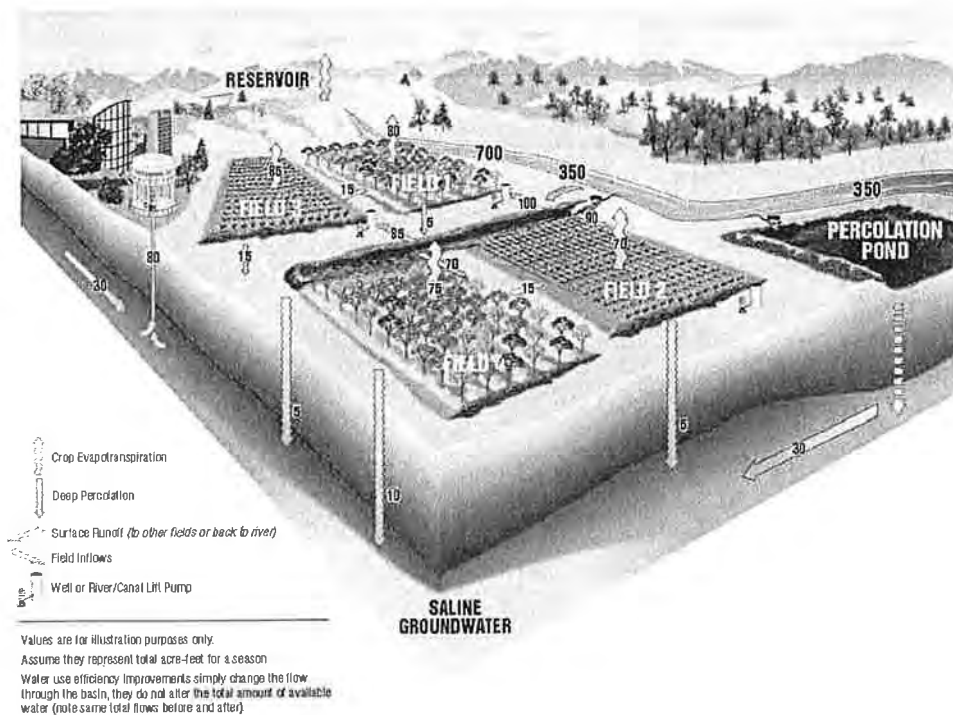 RESERVOIR
80
700
350
350
85
15
FIELD 1
100
FIELD 3
5
85
90
70
PERCOLATION
POND
15
80
30
70
75
15
FIELD 2
FIELD 4
5
5
30
10
Crop Evapotranspiration
Deep Percolation
Surface Runoff (to other fields or back to river)
Field Inflows
Well or River/Canal Lift Pump
SALINE
GROUNDWATER
Values are for illustration purposes only.
Assume they represent total acre-feet for a season
Water use efficiency improvements simply change the flow
through the basin, they do not alter the total amount of available
water (note same total flows before and after)